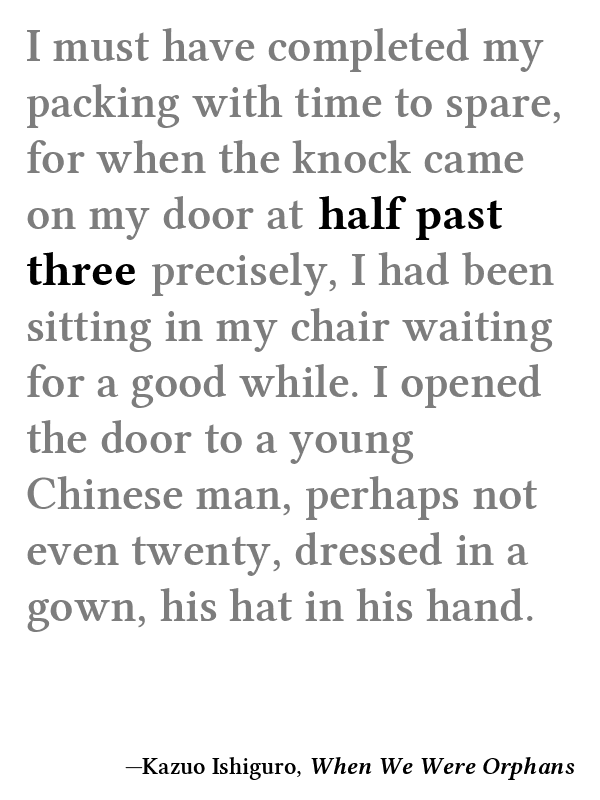 I must have completed my
packing with time to spare,
for when the knock came
on my door at half past
three precisely, I had been
sitting in my chair waiting
for a good while. I opened
the door to a young
Chinese man, perhaps not
even twenty, dressed in a
gown, his hat in his hand.
—Kazuo Ishiguro, When We Were Orphans